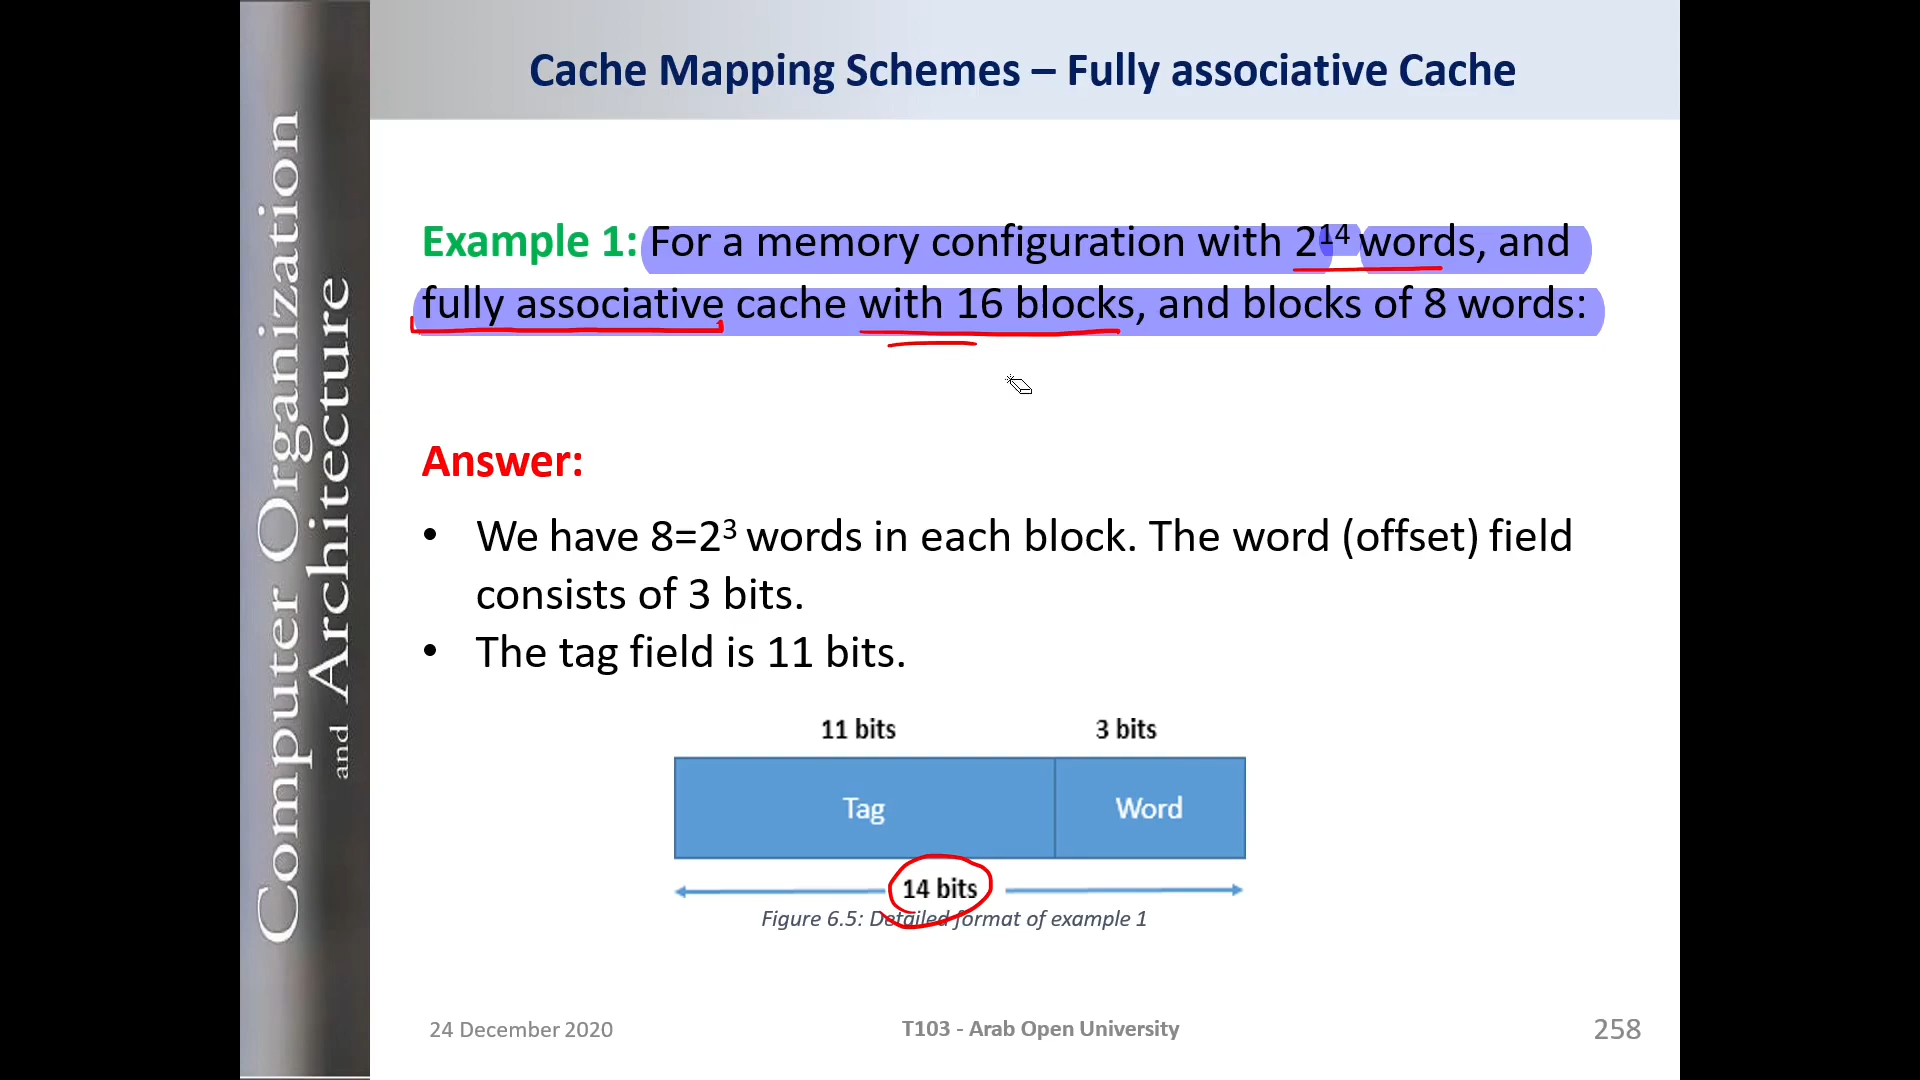 Computer Organization
and Architecture
Cache Mapping Schemes – Fully associative Cache
Example 1: For a memory configuration with 2¹⁴ words, and
fully associative cache with 16 blocks, and blocks of 8 words:
Answer:
• We have 8=2³ words in each block. The word (offset) field
consists of 3 bits.
• The tag field is 11 bits.
11 bits 3 bits
Tag Word
14 bits
Figure 6.5: Detailed format of example 1
24 December 2020 T103 - Arab Open University 258